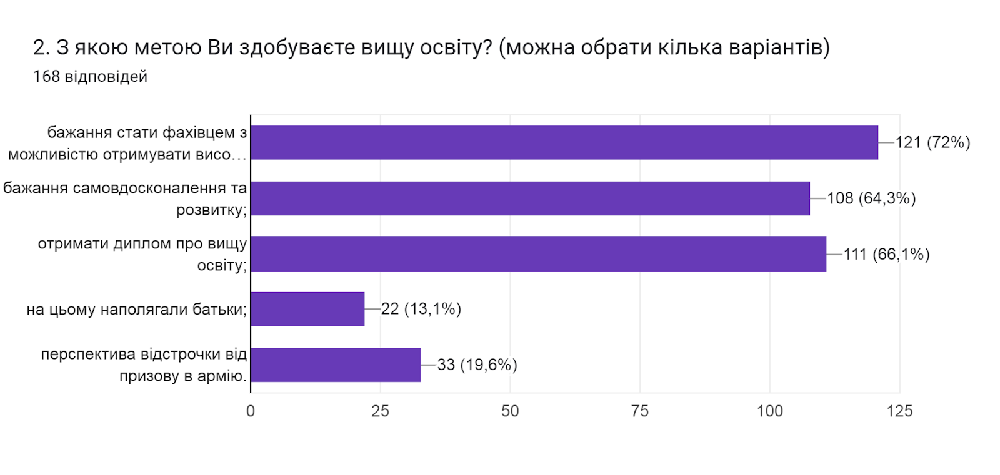 2. З якою метою Ви здобуваєте вищу освіту? (можна обрати кілька варіантів)
168 відповідей
бажання стати фахівцем з
можливістю отримувати висо…
121 (72%)
бажання самовдосконалення та
розвитку;
108 (64,3%)
отримати диплом про вищу
освіту;
111 (66,1%)
на цьому наполягали батьки;
22 (13,1%)
перспектива відстрочки від
призову в армію.
33 (19,6%)
0 25 50 75 100 125